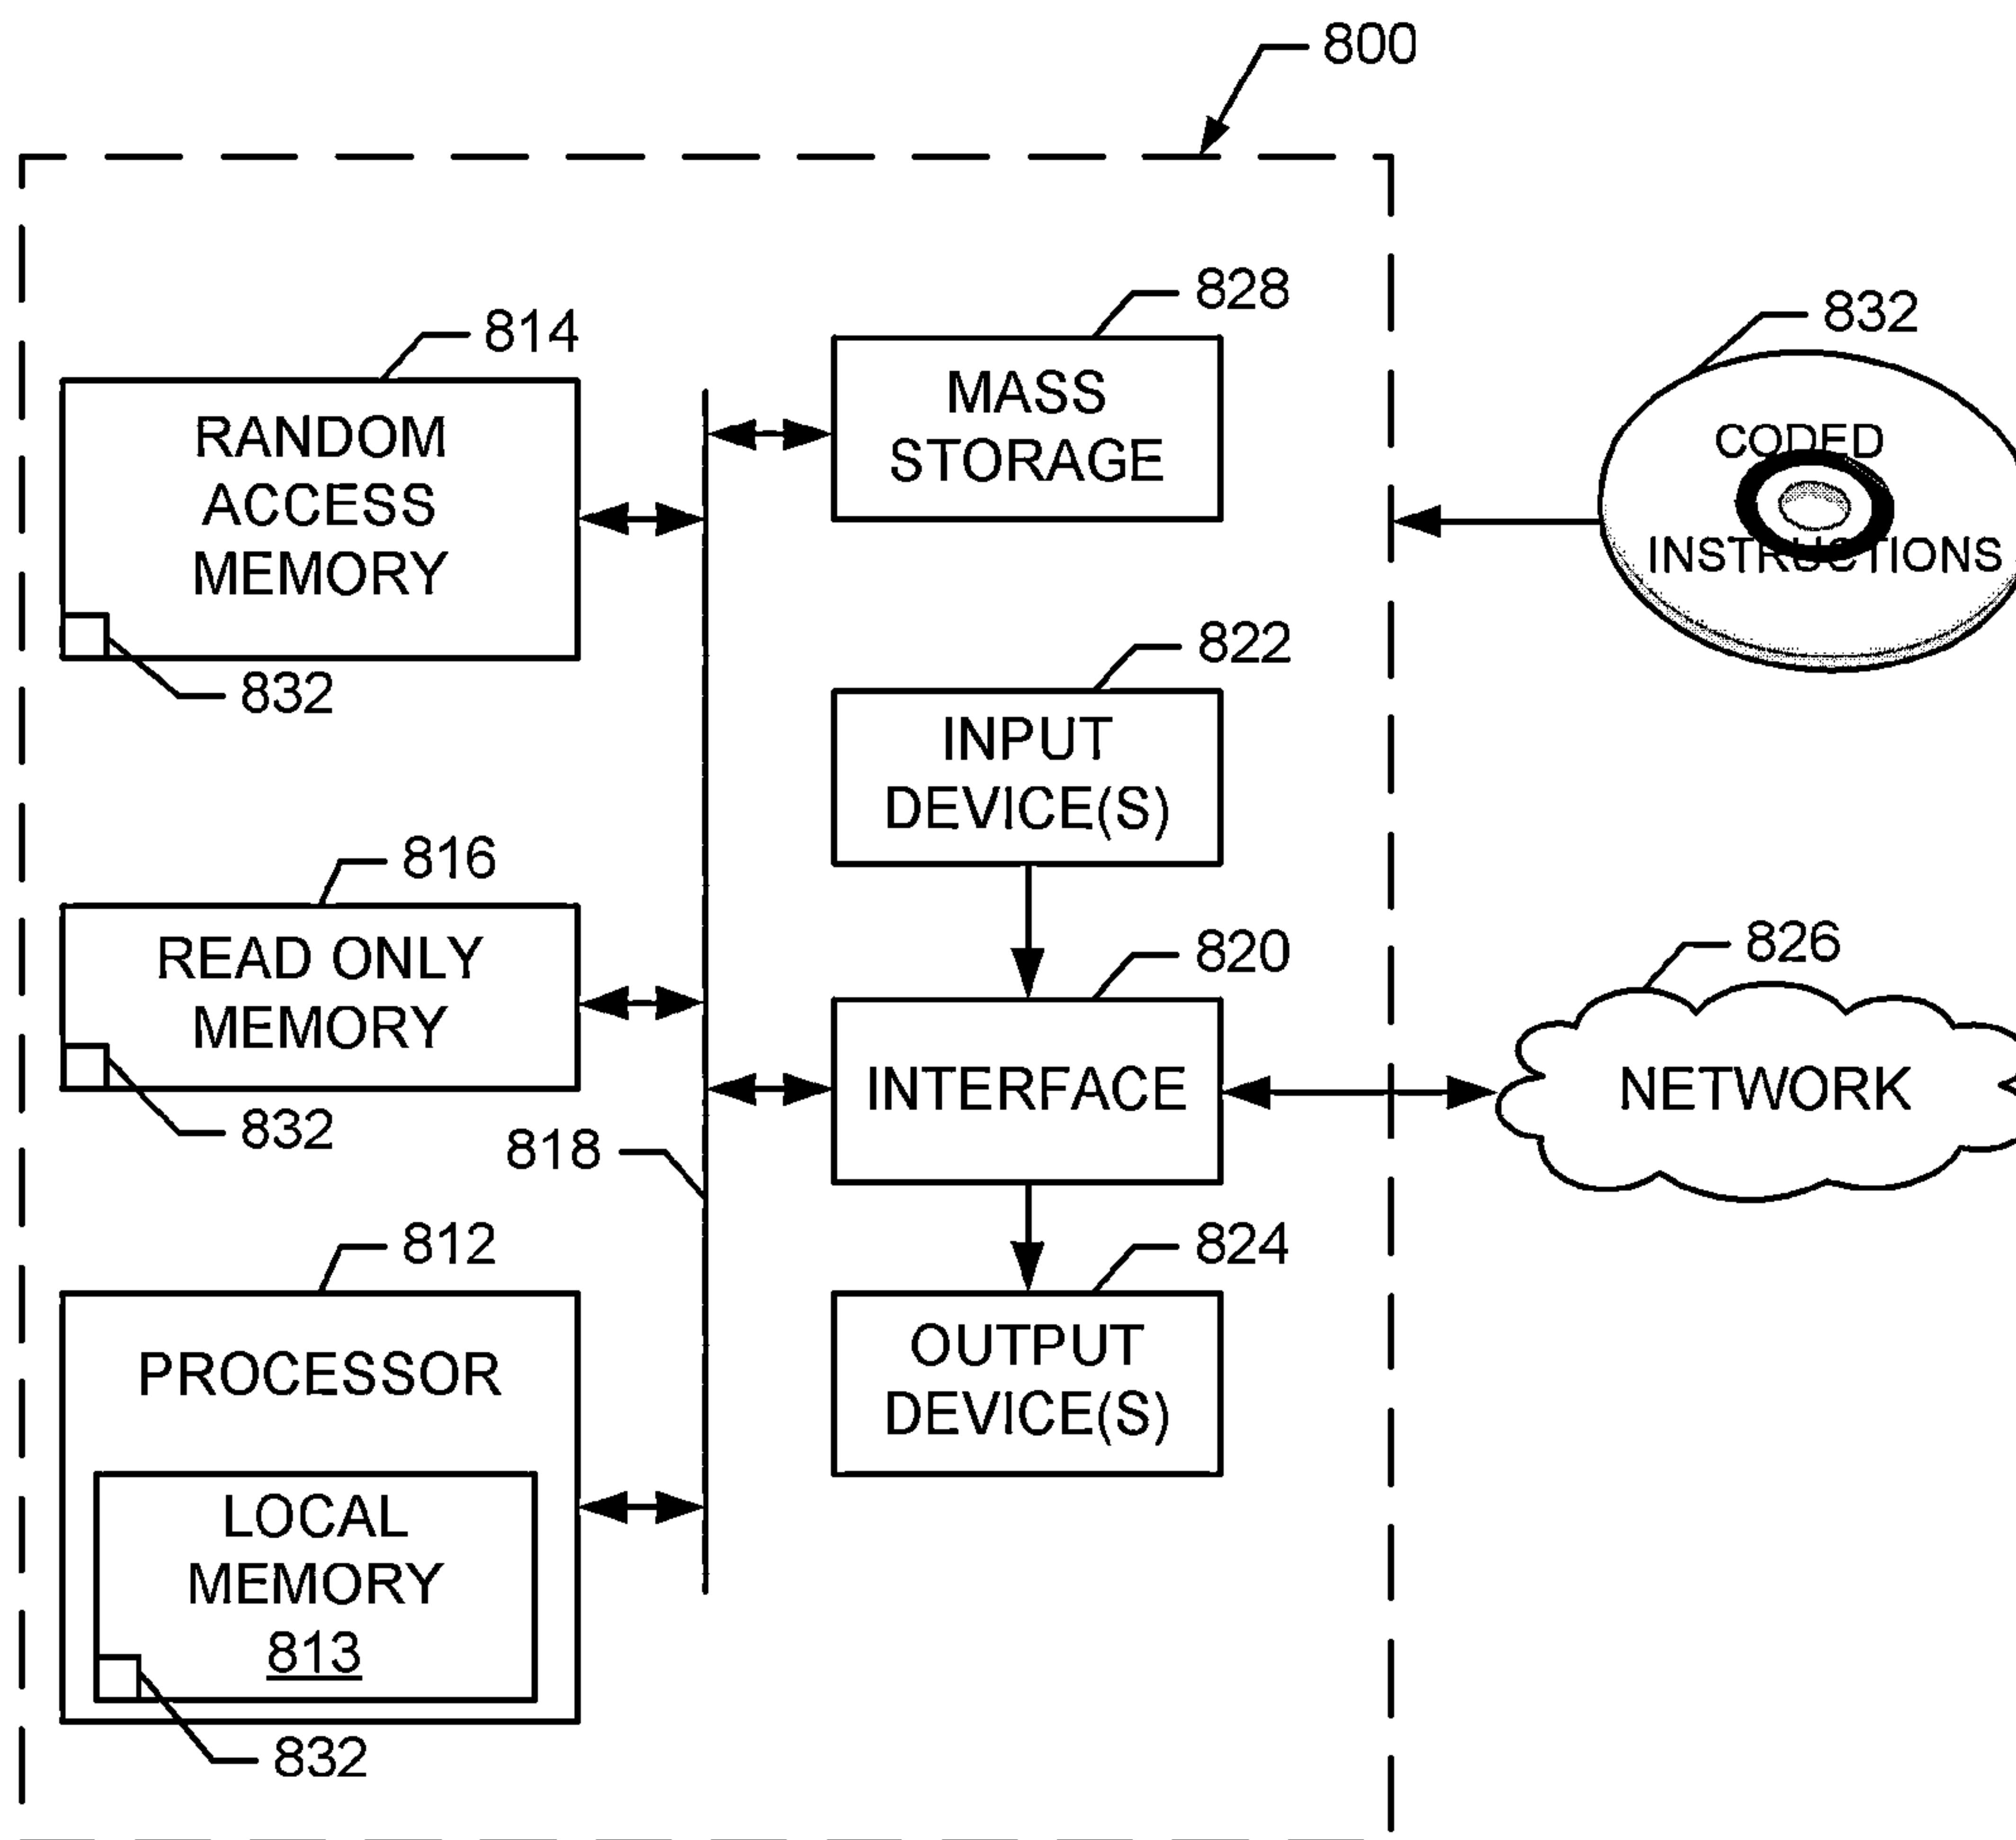 800
814
RANDOM
ACCESS
MEMORY
832
816
READ ONLY
MEMORY
832
818
812
PROCESSOR
LOCAL
MEMORY
813
832
828
MASS
STORAGE
822
INPUT
DEVICE(S)
820
INTERFACE
824
OUTPUT
DEVICE(S)
832
CODED
INSTRUCTIONS
826
NETWORK